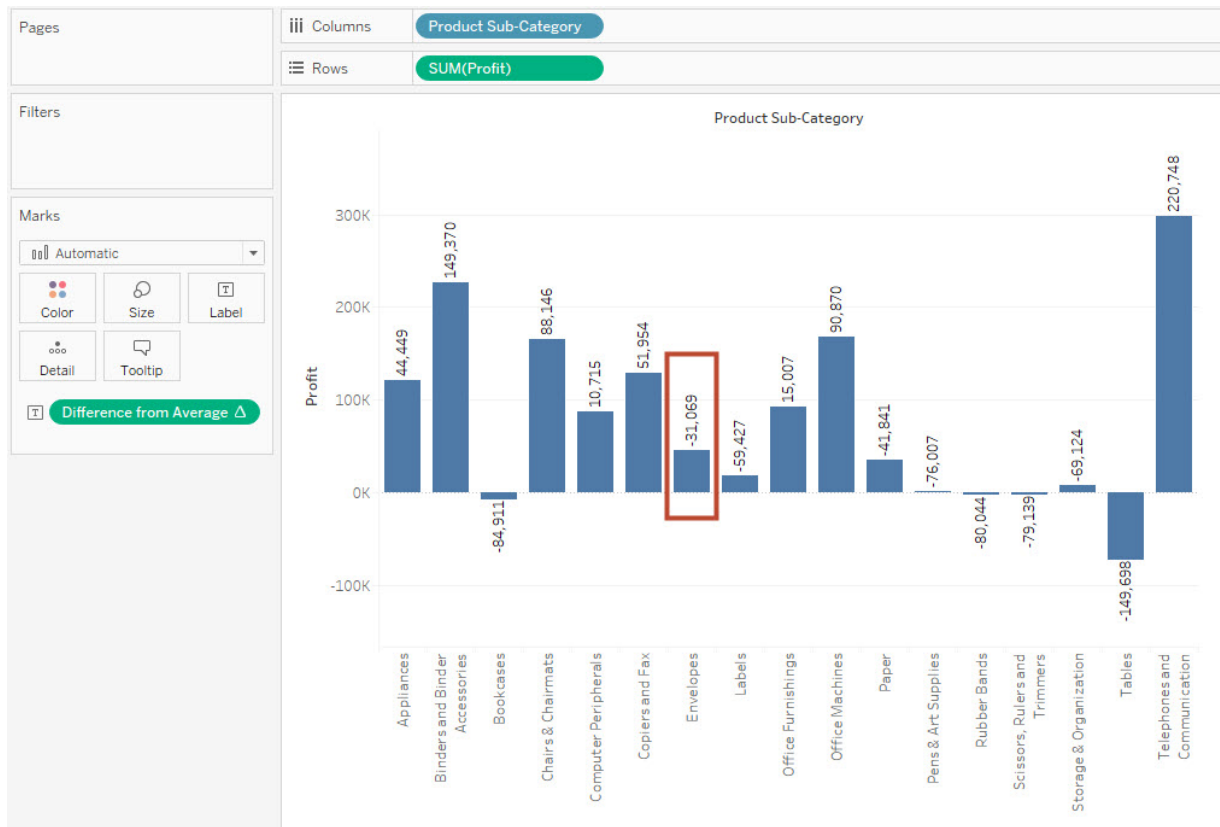 Pages
Columns
Product Sub-Category
Rows
SUM(Profit)
Filters
Marks
Automatic
Color
Size
Label
Detail
Tooltip
Difference from Average Δ
Product Sub-Category
Profit
300K
200K
100K
0K
-100K
44,449
149,370
-84,911
88,146
10,715
51,954
-31,069
-59,427
15,007
90,870
-41,841
-76,007
-80,044
-79,139
-69,124
-149,698
220,748
Appliances
Binders and Binder
Accessories
Bookcases
Chairs & Chairmats
Computer Peripherals
Copiers and Fax
Envelopes
Labels
Office Furnishings
Office Machines
Paper
Pens & Art Supplies
Rubber Bands
Scissors, Rulers and
Trimmers
Storage & Organization
Tables
Telephones and
Communication